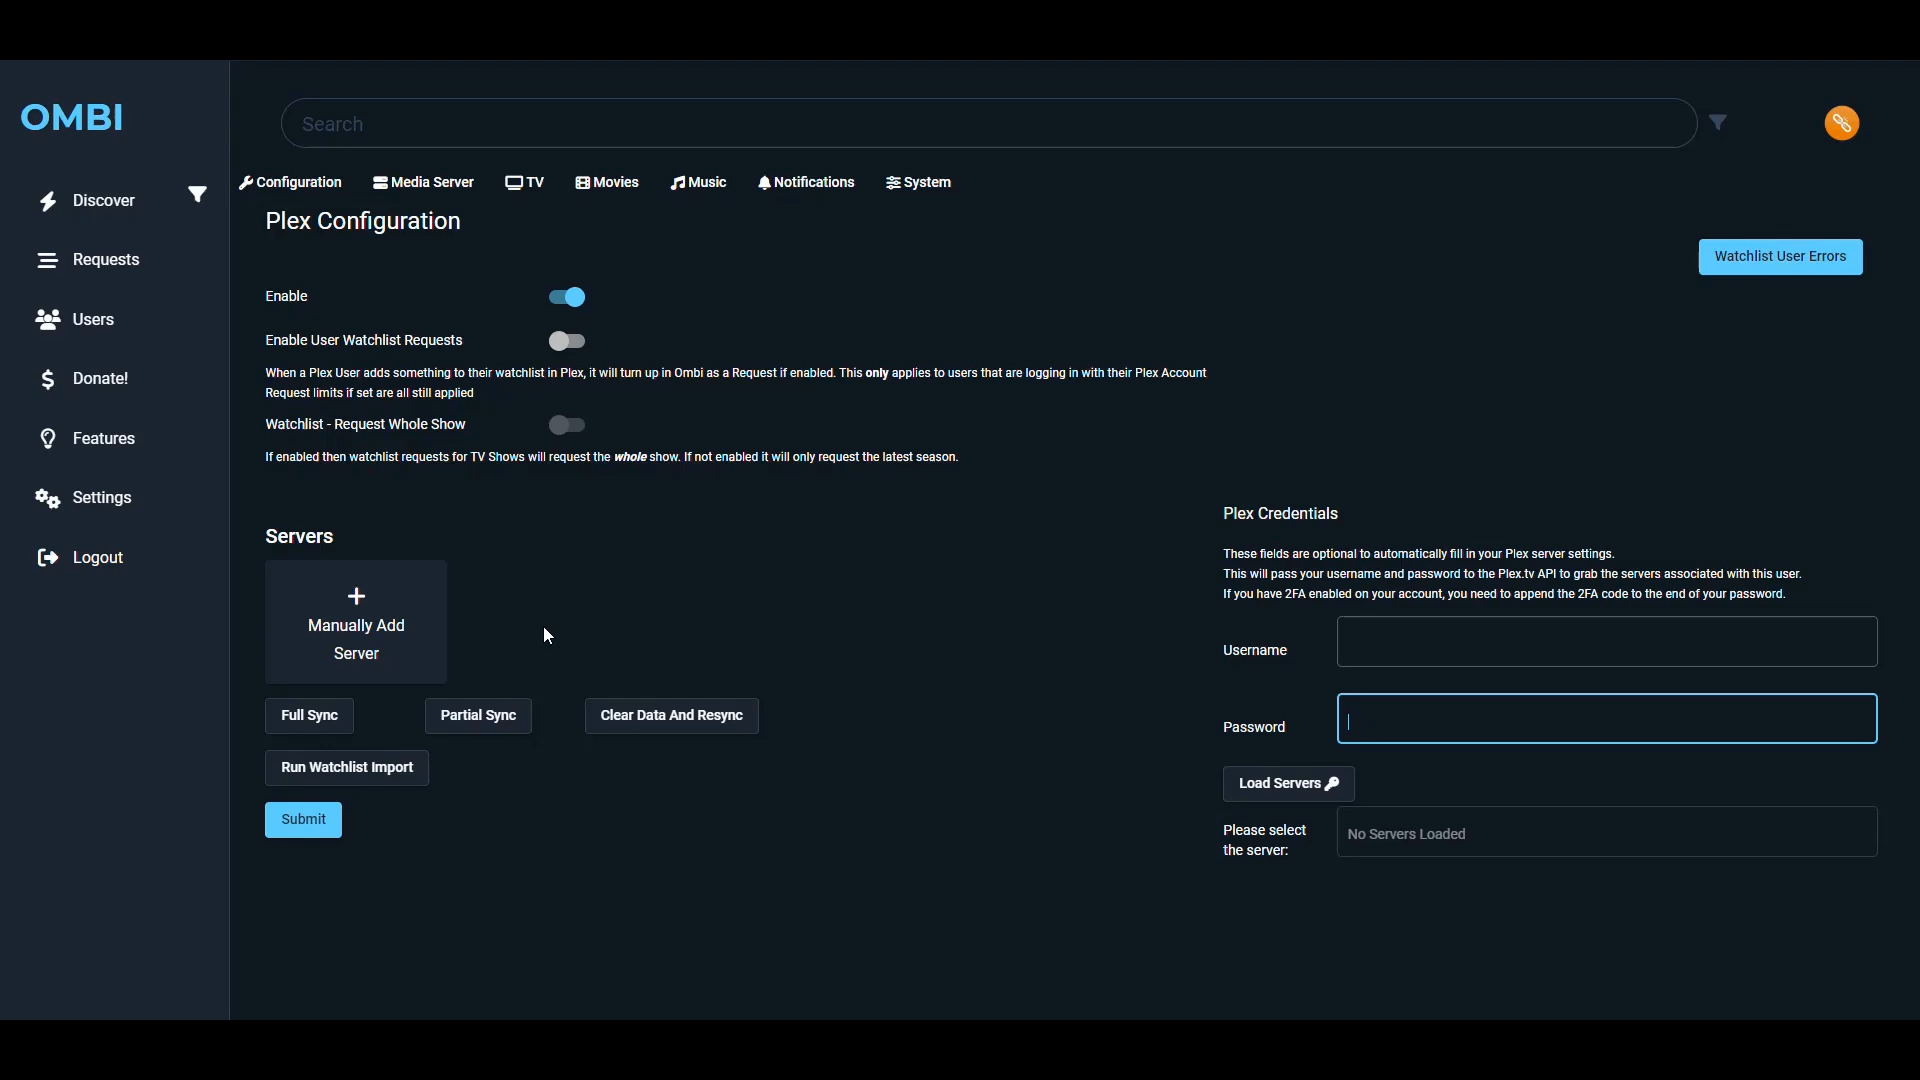 OMBI
Search
Discover
Requests
Users
Donate!
Features
Settings
Logout
Configuration Media Server TV Movies Music Notifications System
Plex Configuration
Watchlist User Errors
Enable
Enable User Watchlist Requests
When a Plex User adds something to their watchlist in Plex, it will turn up in Ombi as a Request if enabled. This only applies to users that are logging in with their Plex Account
Request limits if set are all still applied
Watchlist - Request Whole Show
If enabled then watchlist requests for TV Shows will request the whole show. If not enabled it will only request the latest season.
Servers
Manually Add
Server
Full Sync Partial Sync Clear Data And Resync
Run Watchlist Import
Submit
Plex Credentials
These fields are optional to automatically fill in your Plex server settings.
This will pass your username and password to the Plex.tv API to grab the servers associated with this user.
If you have 2FA enabled on your account, you need to append the 2FA code to the end of your password.
Username
Password
Load Servers
Please select
the server:
No Servers Loaded